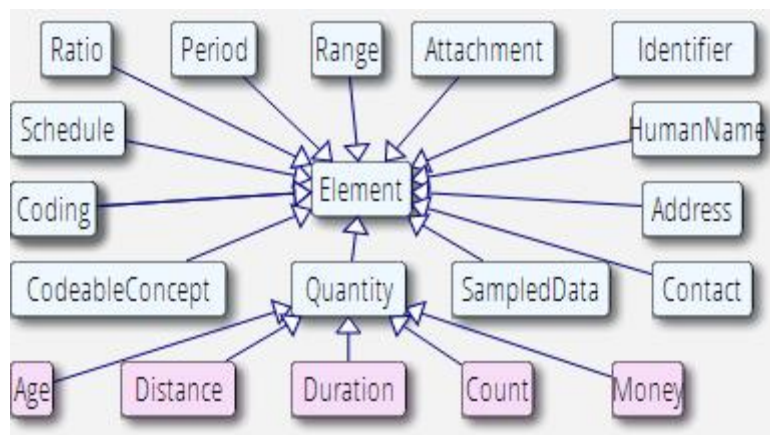 Ratio
Period
Range
Attachment
Identifier
Schedule
HumanName
Element
Coding
Address
CodeableConcept
Quantity
SampledData
Contact
Age
Distance
Duration
Count
Money